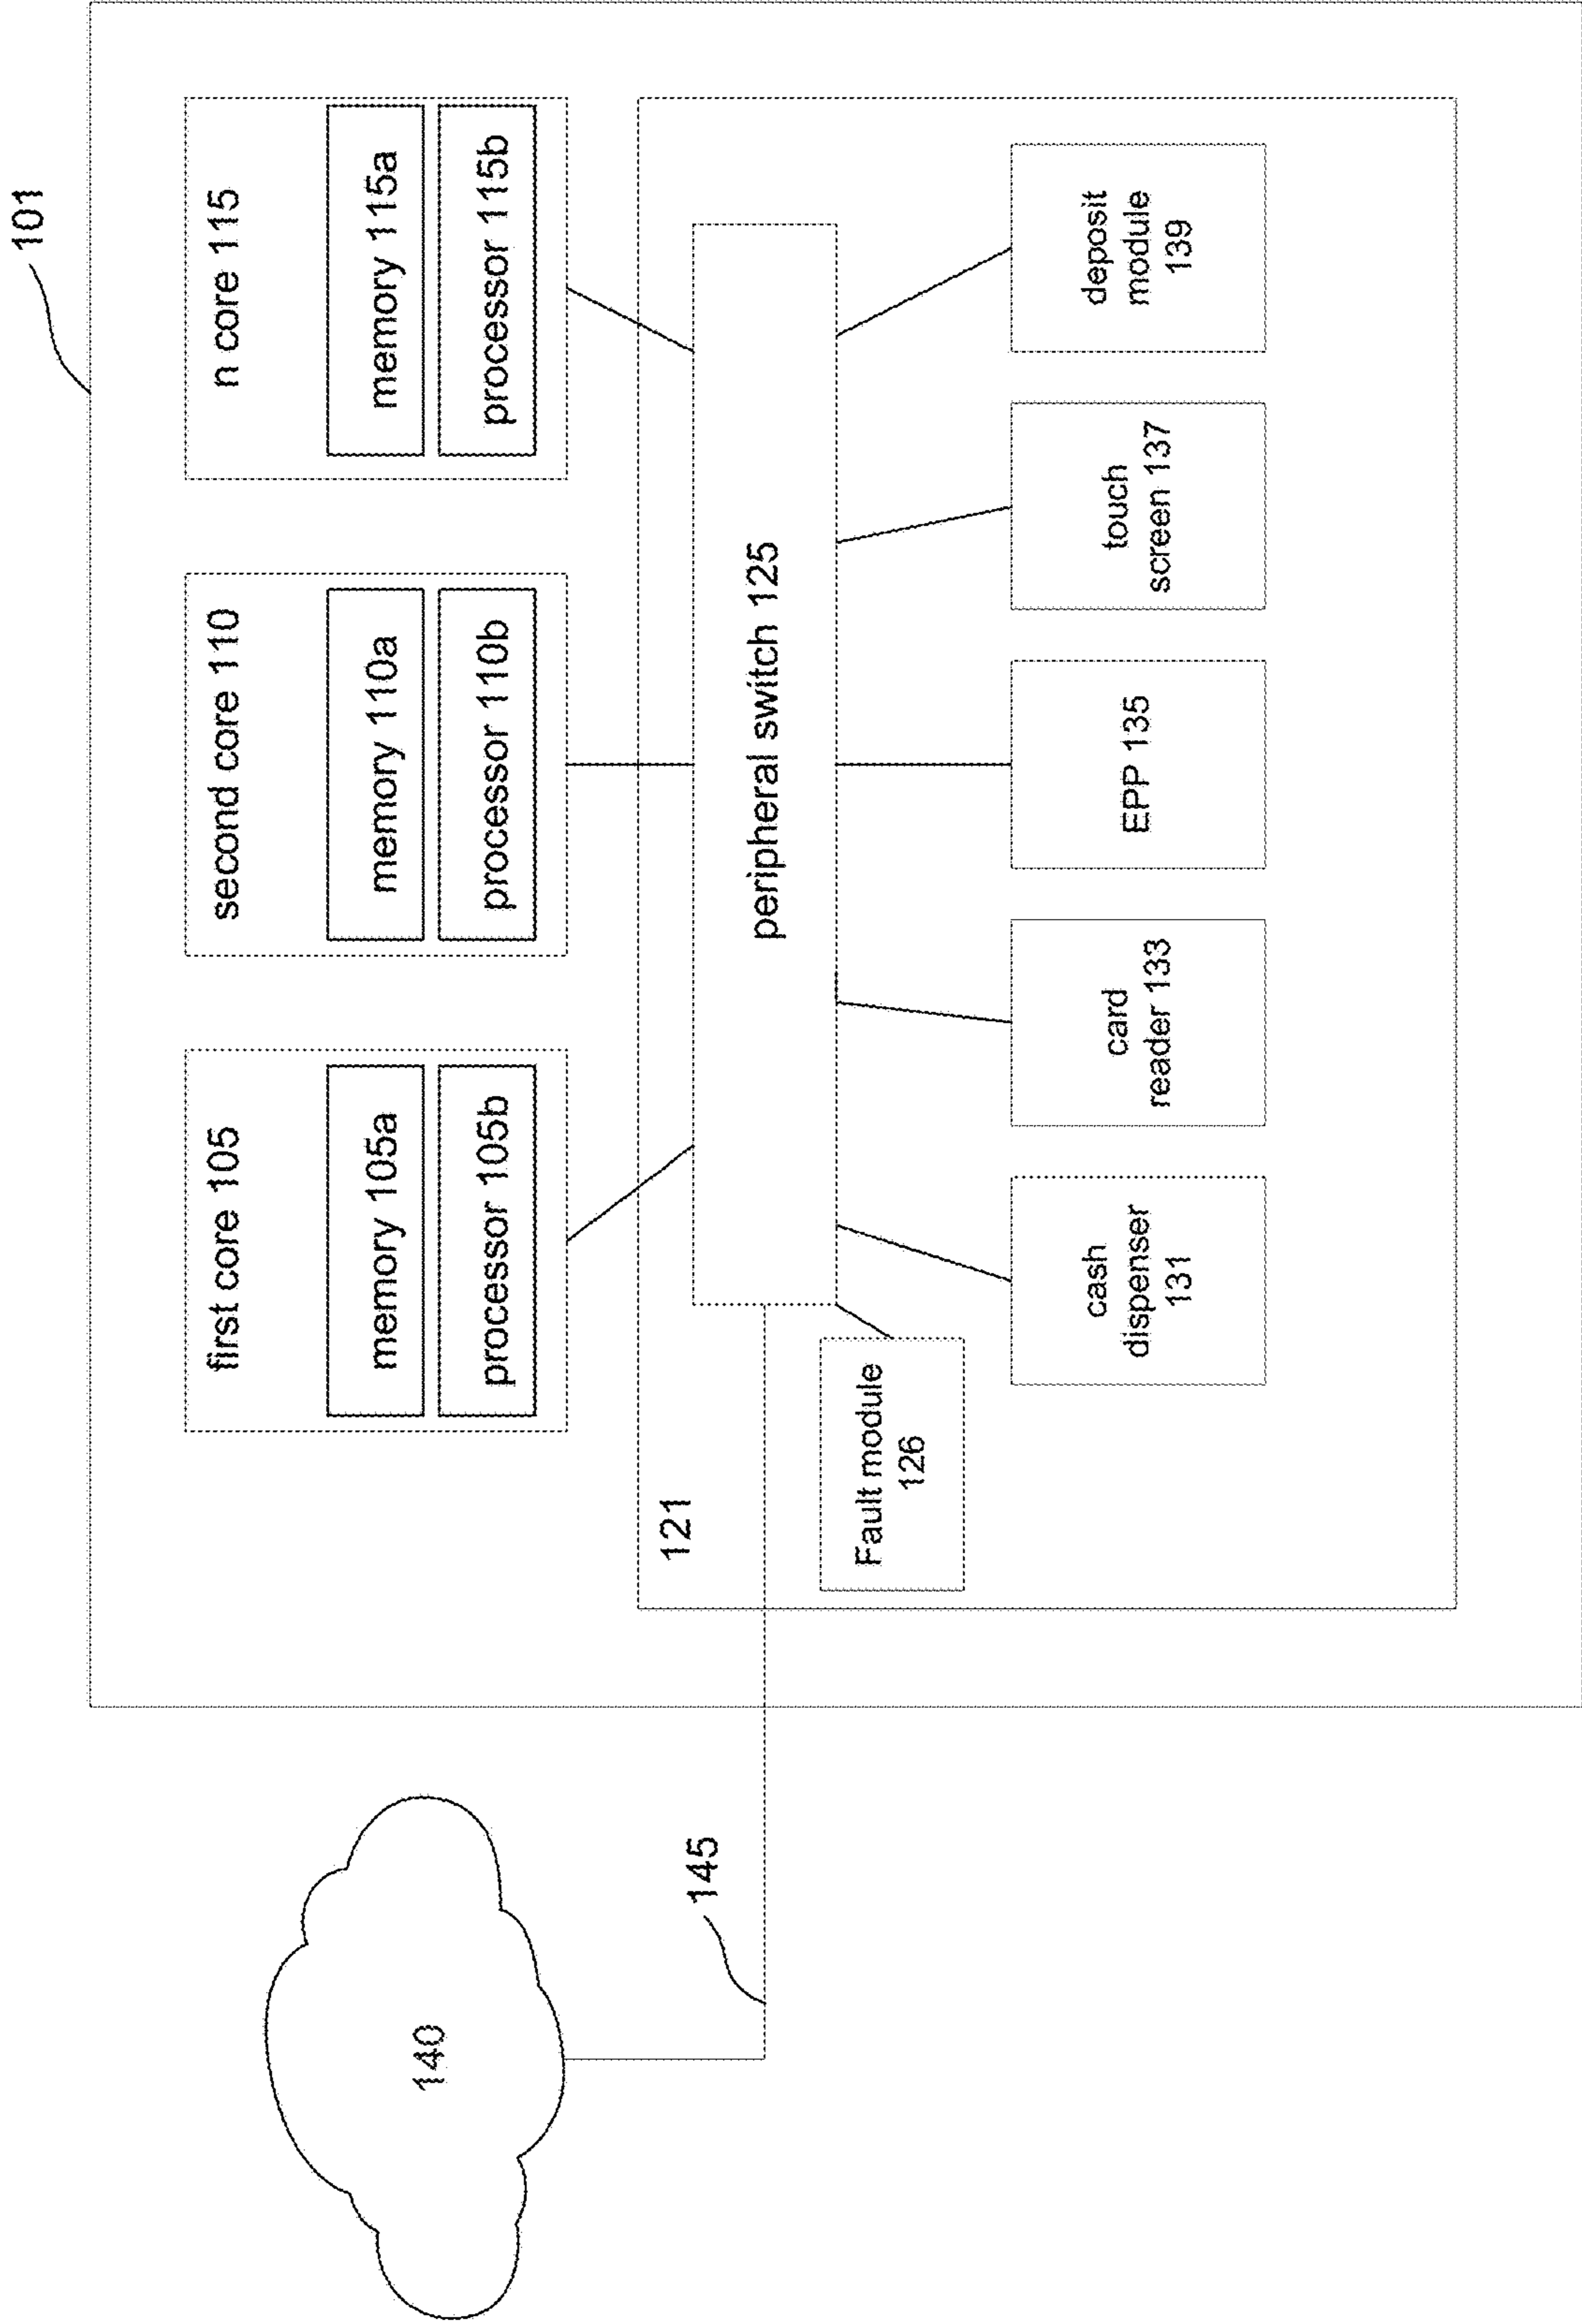 101
first core 105
memory 105a
processor 105b
second core 110
memory 110a
processor 110b
n core 115
memory 115a
processor 115b
140
145
121
peripheral switch 125
Fault module
126
cash
dispenser
131
card
reader 133
EPP 135
touch
screen 137
deposit
module
139